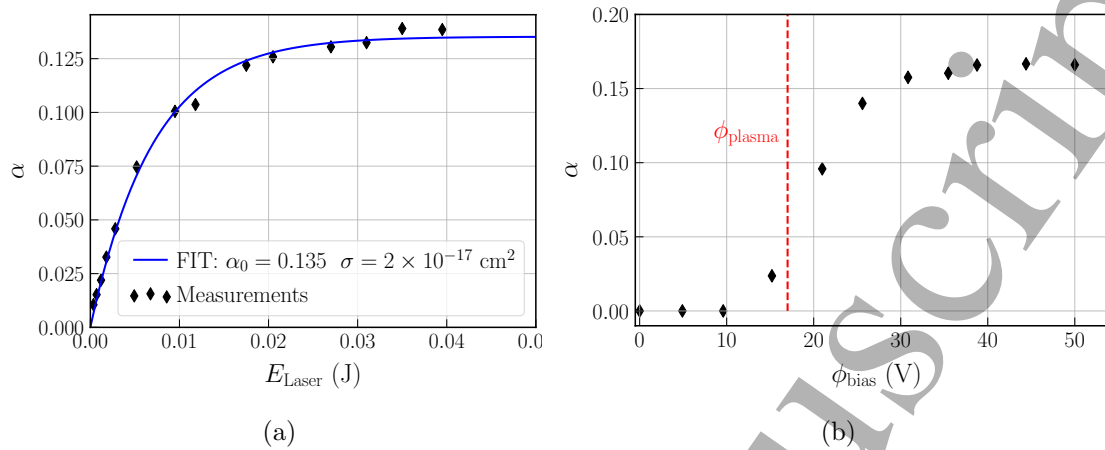 0.125
0.100
0.075
0.050
0.025
0.000
α
FIT: α₀ = 0.135 σ = 2 × 10⁻¹⁷ cm²
Measurements
0.00 0.01 0.02 0.03 0.04
E_Laser (J)
(a)
0.20
0.15
0.10
0.05
0.00
α
ϕ_plasma
0 10 20 30 40 50
ϕ_bias (V)
(b)